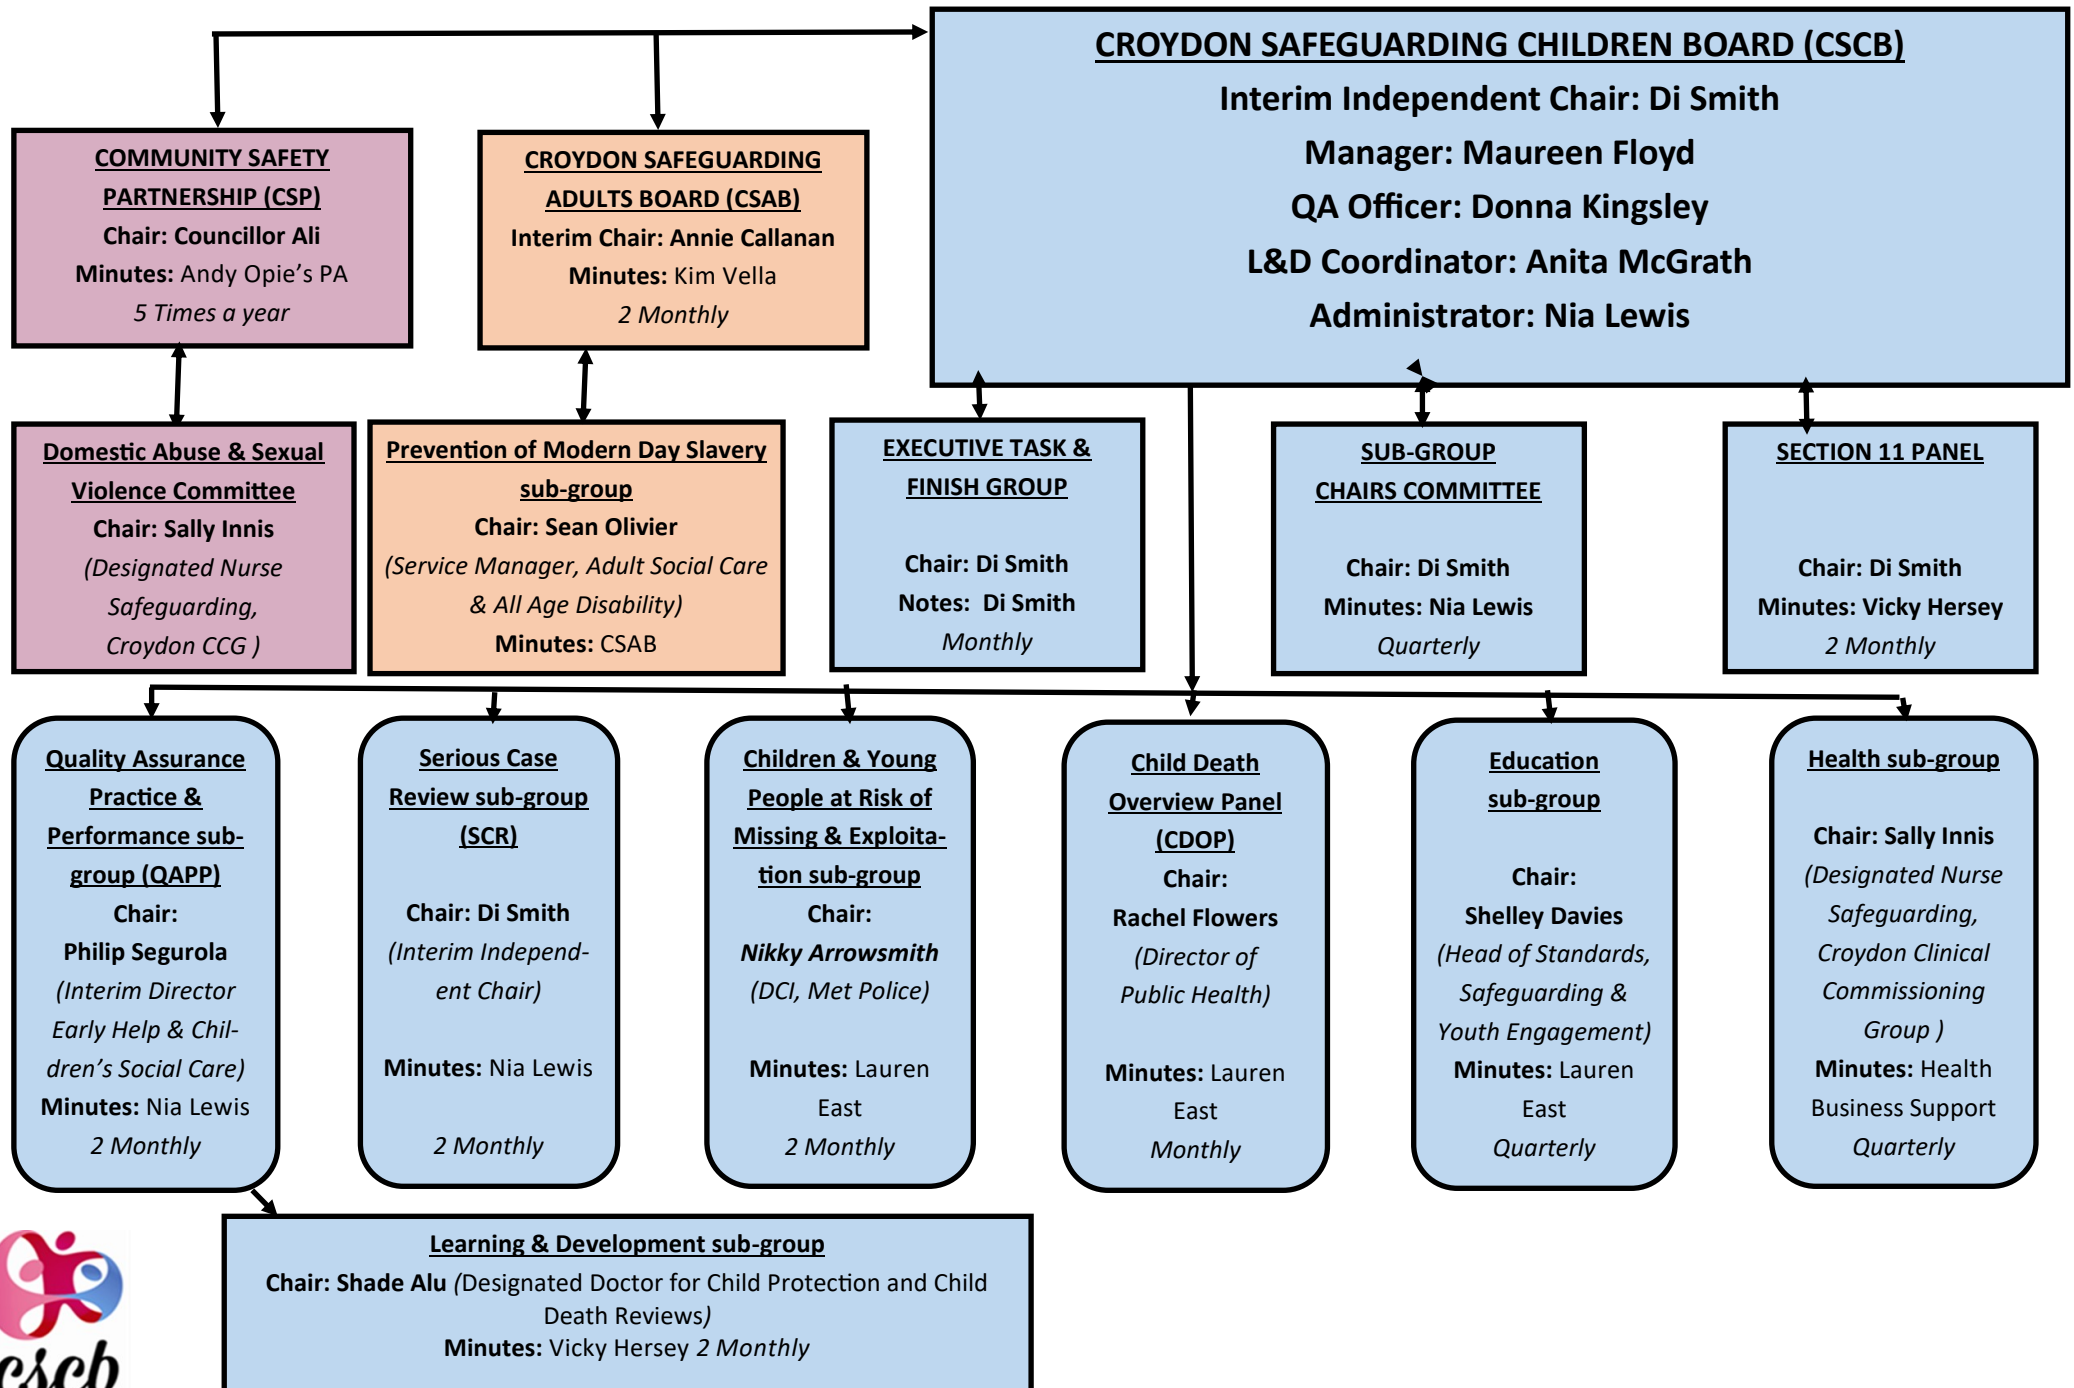 CROYDON SAFEGUARDING CHILDREN BOARD (CSCB)
Interim Independent Chair: Di Smith
Manager: Maureen Floyd
QA Officer: Donna Kingsley
L&D Coordinator: Anita McGrath
Administrator: Nia Lewis
COMMUNITY SAFETY
PARTNERSHIP (CSP)
Chair: Councillor Ali
Minutes: Andy Opie’s PA
5 Times a year
CROYDON SAFEGUARDING
ADULTS BOARD (CSAB)
Interim Chair: Annie Callanan
Minutes: Kim Vella
2 Monthly
Domestic Abuse & Sexual
Violence Committee
Chair: Sally Innis
(Designated Nurse
Safeguarding,
Croydon CCG )
Prevention of Modern Day Slavery
sub-group
Chair: Sean Olivier
(Service Manager, Adult Social Care
& All Age Disability)
Minutes: CSAB
EXECUTIVE TASK &
FINISH GROUP
Chair: Di Smith
Notes:  Di Smith
Monthly
SUB-GROUP
CHAIRS COMMITTEE
Chair: Di Smith
Minutes: Nia Lewis
Quarterly
SECTION 11 PANEL
Chair: Di Smith
Minutes: Vicky Hersey
2 Monthly
Quality Assurance
Practice &
Performance sub-
group (QAPP)
Chair:
Philip Segurola
(Interim Director
Early Help & Chil-
dren’s Social Care)
Minutes: Nia Lewis
2 Monthly
Serious Case
Review sub-group
(SCR)
Chair: Di Smith
(Interim Independ-
ent Chair)
Minutes: Nia Lewis
2 Monthly
Children & Young
People at Risk of
Missing & Exploita-
tion sub-group
Chair:
Nikky Arrowsmith
(DCI, Met Police)
Minutes: Lauren
East
2 Monthly
Child Death
Overview Panel
(CDOP)
Chair:
Rachel Flowers
(Director of
Public Health)
Minutes: Lauren
East
Monthly
Education
sub-group
Chair:
Shelley Davies
(Head of Standards,
Safeguarding &
Youth Engagement)
Minutes: Lauren
East
Quarterly
Health sub-group
Chair: Sally Innis
(Designated Nurse
Safeguarding,
Croydon Clinical
Commissioning
Group )
Minutes: Health
Business Support
Quarterly
Learning & Development sub-group
Chair: Shade Alu (Designated Doctor for Child Protection and Child
Death Reviews)
Minutes: Vicky Hersey 2 Monthly
cscb